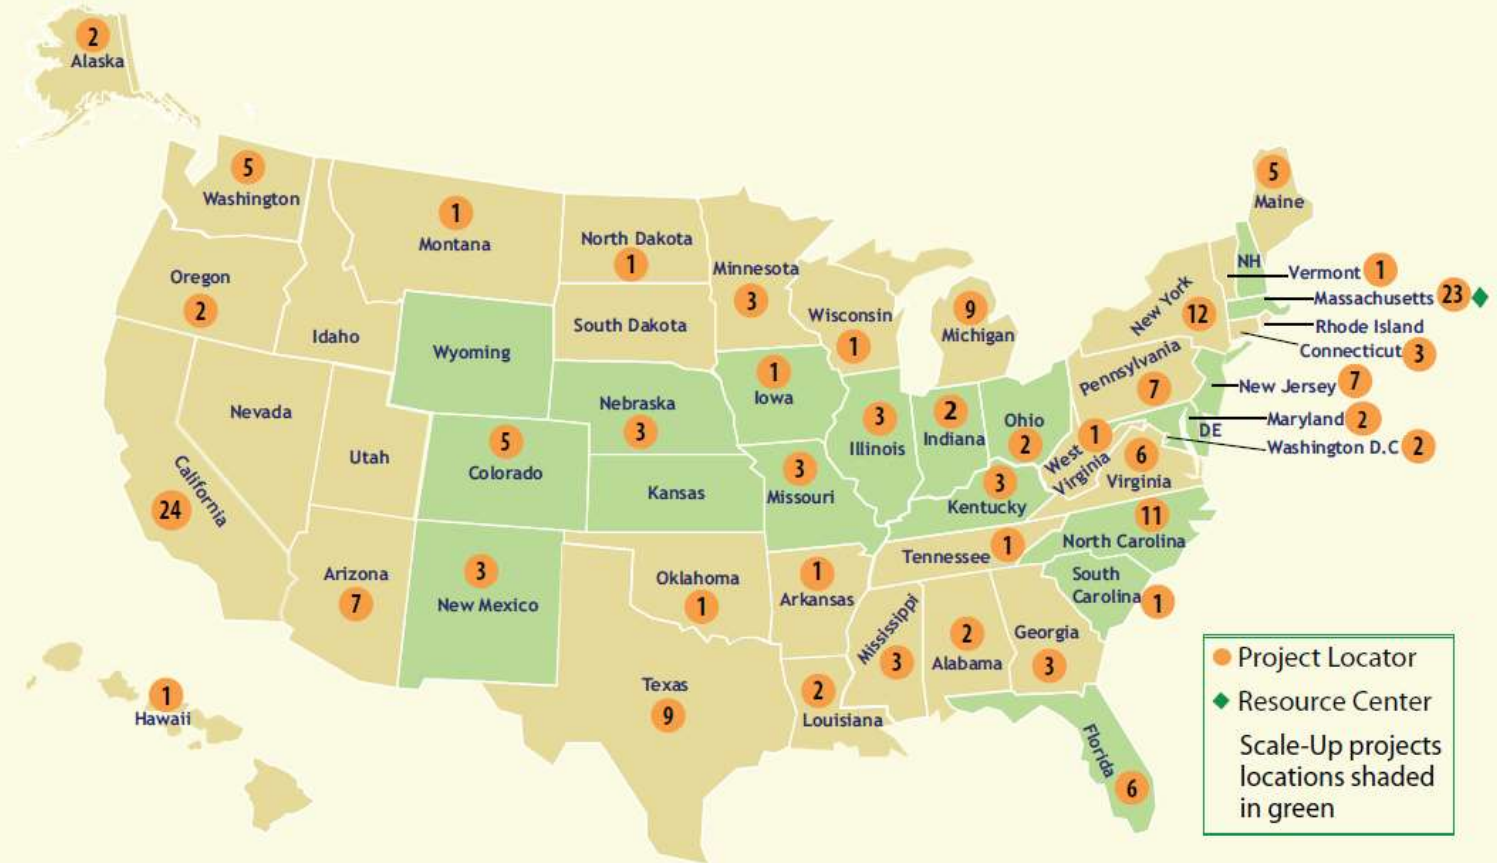 2
Alaska
5
Washington
1
Montana
North Dakota
1
Minnesota
3
Oregon
2
Idaho
South Dakota
Wisconsin
1
9
Michigan
5
Maine
NH
Vermont 1
Massachusetts 23
Rhode Island
Connecticut 3
New York
12
Pennsylvania
7
New Jersey 7
Maryland 2
DE
Washington D.C 2
Wyoming
Nebraska
3
1
Iowa
3
Illinois
2
Indiana
Ohio
2
1
West
Virginia
6
Virginia
Nevada
Utah
5
Colorado
Kansas
3
Missouri
3
Kentucky
11
North Carolina
California
24
Arizona
7
3
New Mexico
Oklahoma
1
1
Arkansas
Tennessee 1
South
Carolina 1
Mississippi
3
2
Alabama
Georgia
3
Texas
9
2
Louisiana
Florida
6
1
Hawaii
Project Locator
Resource Center
Scale-Up projects
locations shaded
in green